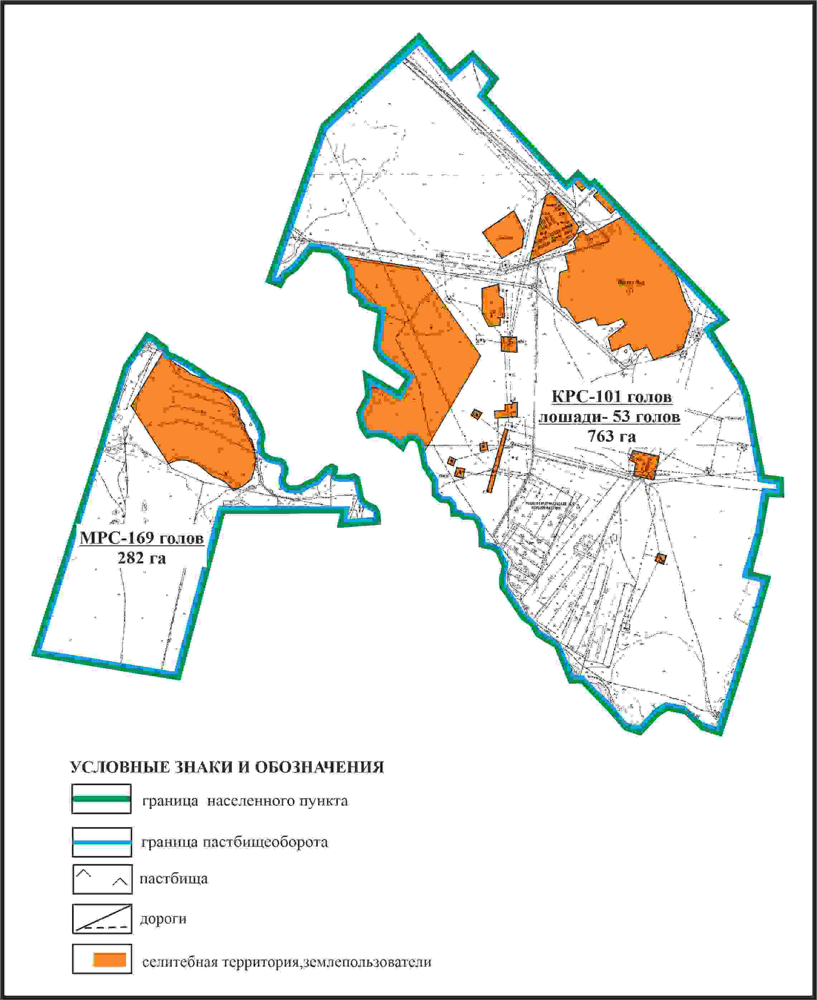 КРС-101 голов
лошади- 53 голов
763 га
МРС-169 голов
282 га
УСЛОВНЫЕ ЗНАКИ И ОБОЗНАЧЕНИЯ
граница населенного пункта
граница пастбищеоборота
пастбища
дороги
селитебная территория,землепользователи